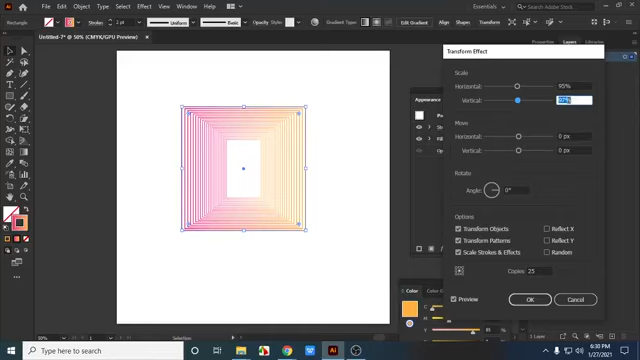 Essentials
Search Adobe Stock
File Edit Object Type Select Effect View Window Help
Rectangle
Stroke: 2 pt Uniform Basic Opacity Style: Gradient Type: Edit Gradient Align Shape: Transform
Untitled-7* @ 50% (CMYK/GPU Preview)
Properties Layers Libraries
Transform Effect
Scale
Horizontal: 95%
Vertical:
Move
Horizontal: 0 px
Vertical: 0 px
Rotate
Angle: 0°
Options
Transform Objects Reflect X
Transform Patterns Reflect Y
Scale Strokes & Effects Random
Copies 25
Preview OK Cancel
Appearance
Color
50%
Type here to search
6:30 PM
1/27/2021